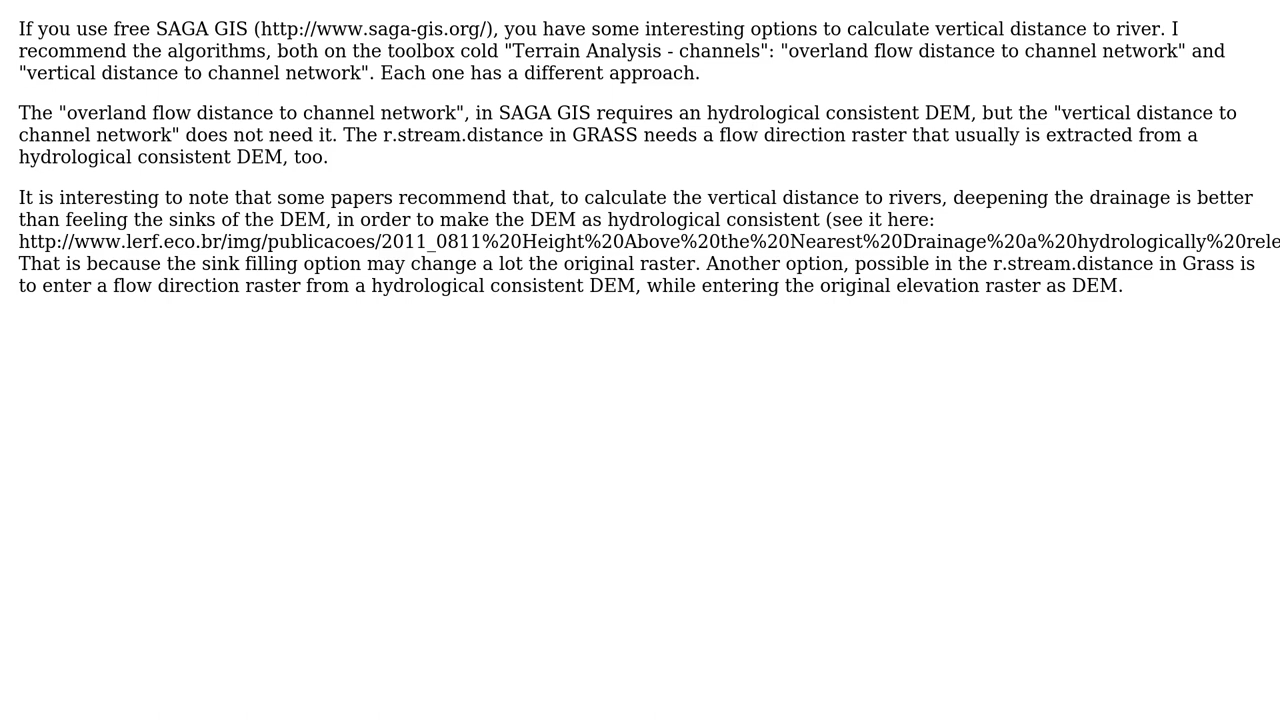 If you use free SAGA GIS (http://www.saga-gis.org/), you have some interesting options to calculate vertical distance to river. I
recommend the algorithms, both on the toolbox cold "Terrain Analysis - channels": "overland flow distance to channel network" and
"vertical distance to channel network". Each one has a different approach.
The "overland flow distance to channel network", in SAGA GIS requires an hydrological consistent DEM, but the "vertical distance to
channel network" does not need it. The r.stream.distance in GRASS needs a flow direction raster that usually is extracted from a
hydrological consistent DEM, too.
It is interesting to note that some papers recommend that, to calculate the vertical distance to rivers, deepening the drainage is better
than feeling the sinks of the DEM, in order to make the DEM as hydrological consistent (see it here:
http://www.lerf.eco.br/img/publicacoes/2011_0811%20Height%20Above%20the%20Nearest%20Drainage%20a%20hydrologically%20rele
That is because the sink filling option may change a lot the original raster. Another option, possible in the r.stream.distance in Grass is
to enter a flow direction raster from a hydrological consistent DEM, while entering the original elevation raster as DEM.